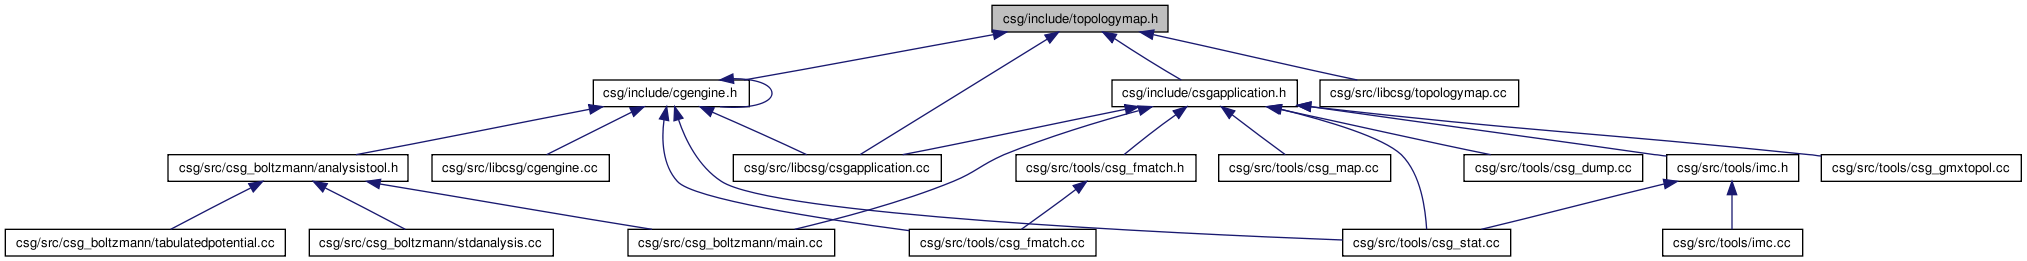 csg/include/topologymap.h
csg/include/cgengine.h
csg/include/csgapplication.h
csg/src/libcsg/topologymap.cc
csg/src/csg_boltzmann/analysistool.h
csg/src/libcsg/cgengine.cc
csg/src/libcsg/csgapplication.cc
csg/src/tools/csg_fmatch.h
csg/src/tools/csg_map.cc
csg/src/tools/csg_dump.cc
csg/src/tools/imc.h
csg/src/tools/csg_gmxtopol.cc
csg/src/csg_boltzmann/tabulatedpotential.cc
csg/src/csg_boltzmann/stdanalysis.cc
csg/src/csg_boltzmann/main.cc
csg/src/tools/csg_fmatch.cc
csg/src/tools/csg_stat.cc
csg/src/tools/imc.cc